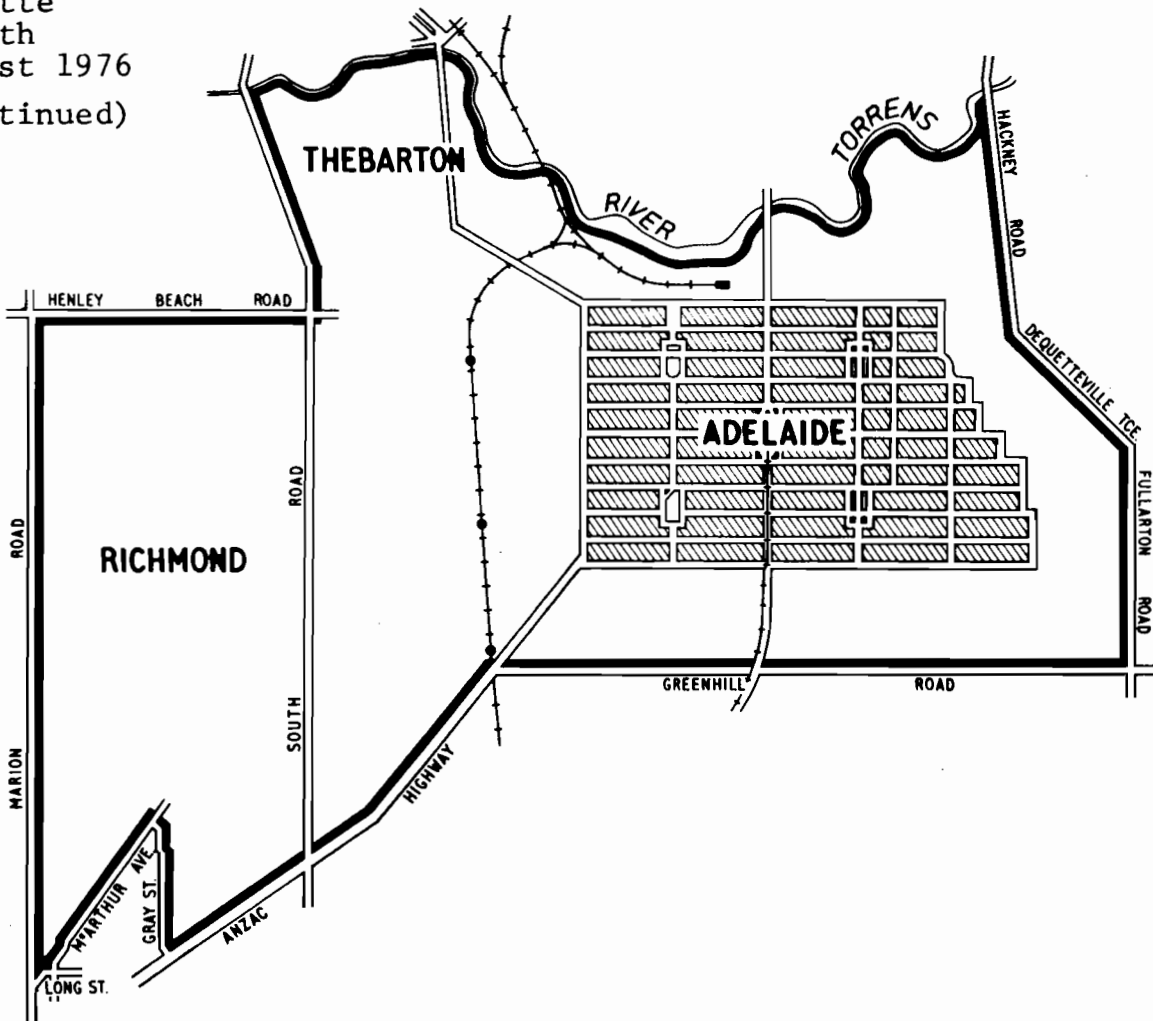 tte
th
st 1976
tinued)
THEBARTON
RIVER
TORRENS
HACKNEY
ROAD
HENLEY BEACH ROAD
DEQUETTEVILLE TCE.
ADELAIDE
FULLARTON
ROAD
ROAD
RICHMOND
ROAD
SOUTH
MARION
GREENHILL ROAD
HIGHWAY
McARTHUR AVE.
GRAY ST.
ANZAC
LONG ST.